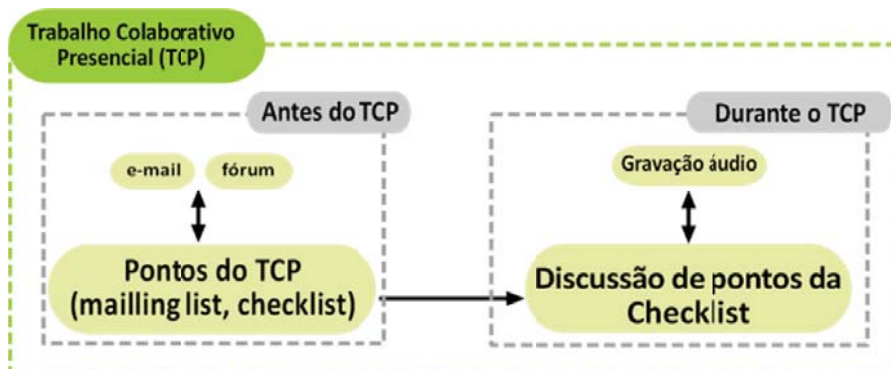 Trabalho Colaborativo
Presencial (TCP)
Antes do TCP
e-mail
fórum
Pontos do TCP
(mailling list, checklist)
Durante o TCP
Gravação áudio
Discussão de pontos da
Checklist